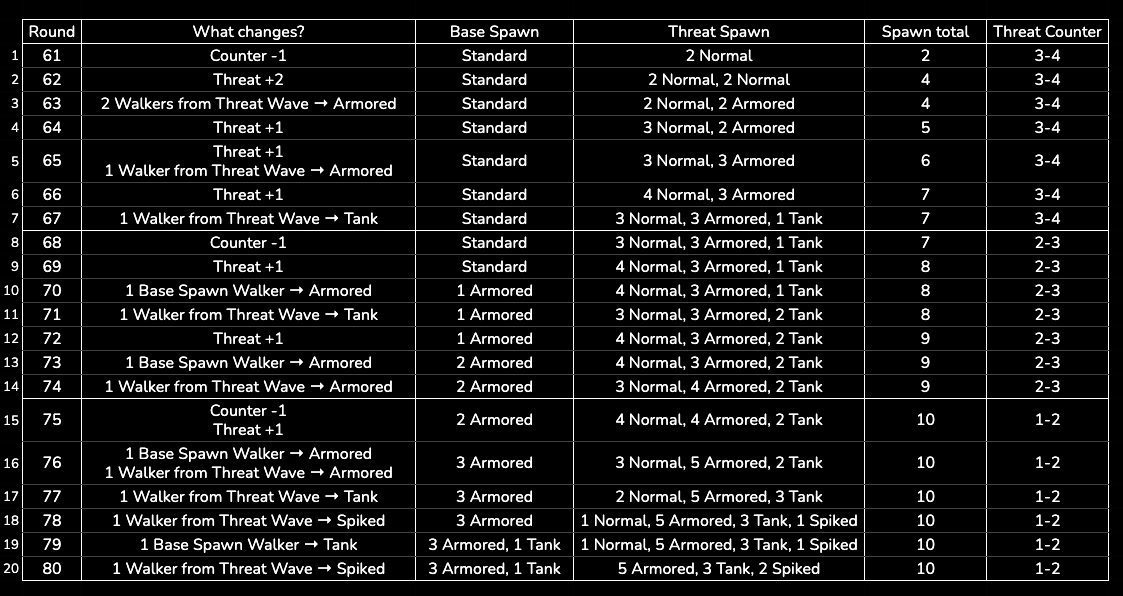 Round What changes? Base Spawn Threat Spawn Spawn total Threat Counter
1 61 Counter -1 Standard 2 Normal 2 3-4
2 62 Threat +2 Standard 2 Normal, 2 Normal 4 3-4
3 63 2 Walkers from Threat Wave → Armored Standard 2 Normal, 2 Armored 4 3-4
4 64 Threat +1 Standard 3 Normal, 2 Armored 5 3-4
5 65 Threat +1
1 Walker from Threat Wave → Armored Standard 3 Normal, 3 Armored 6 3-4
6 66 Threat +1 Standard 4 Normal, 3 Armored 7 3-4
7 67 1 Walker from Threat Wave → Tank Standard 3 Normal, 3 Armored, 1 Tank 7 3-4
8 68 Counter -1 Standard 3 Normal, 3 Armored, 1 Tank 7 2-3
9 69 Threat +1 Standard 4 Normal, 3 Armored, 1 Tank 8 2-3
10 70 1 Base Spawn Walker → Armored 1 Armored 4 Normal, 3 Armored, 1 Tank 8 2-3
11 71 1 Walker from Threat Wave → Tank 1 Armored 3 Normal, 3 Armored, 2 Tank 8 2-3
12 72 Threat +1 1 Armored 4 Normal, 3 Armored, 2 Tank 9 2-3
13 73 1 Base Spawn Walker → Armored 2 Armored 4 Normal, 3 Armored, 2 Tank 9 2-3
14 74 1 Walker from Threat Wave → Armored 2 Armored 3 Normal, 4 Armored, 2 Tank 9 2-3
15 75 Counter -1
Threat +1 2 Armored 4 Normal, 4 Armored, 2 Tank 10 1-2
16 76 1 Base Spawn Walker → Armored
1 Walker from Threat Wave → Armored 3 Armored 3 Normal, 5 Armored, 2 Tank 10 1-2
17 77 1 Walker from Threat Wave → Tank 3 Armored 2 Normal, 5 Armored, 3 Tank 10 1-2
18 78 1 Walker from Threat Wave → Spiked 3 Armored 1 Normal, 5 Armored, 3 Tank, 1 Spiked 10 1-2
19 79 1 Base Spawn Walker → Tank 3 Armored, 1 Tank 1 Normal, 5 Armored, 3 Tank, 1 Spiked 10 1-2
20 80 1 Walker from Threat Wave → Spiked 3 Armored, 1 Tank 5 Armored, 3 Tank, 2 Spiked 10 1-2